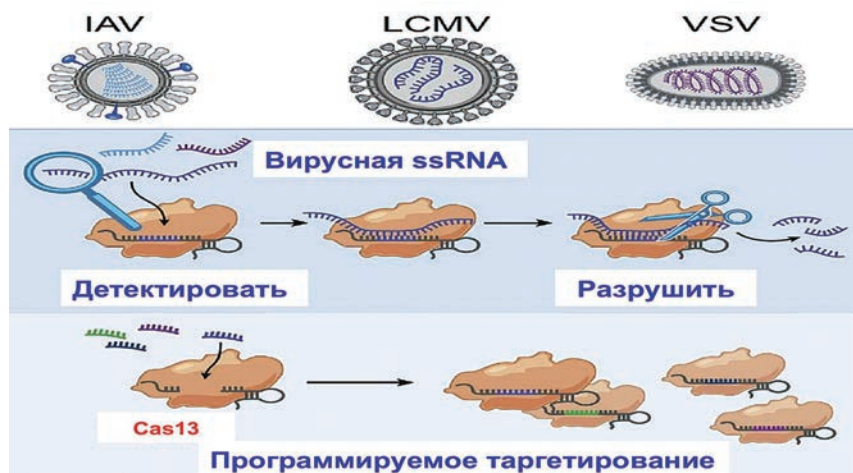 IAV LCMV VSV
Вирусная ssRNA
Детектировать Разрушить
Cas13
Программируемое таргетирование